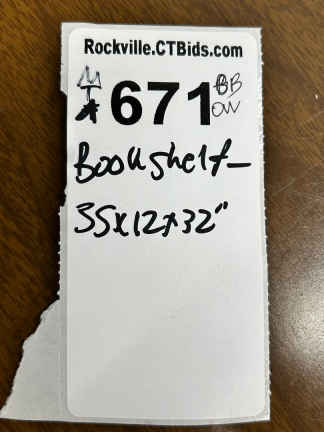 Rockville.CTBids.com
671
BB
OW
Bookshelf-
35x12x32"